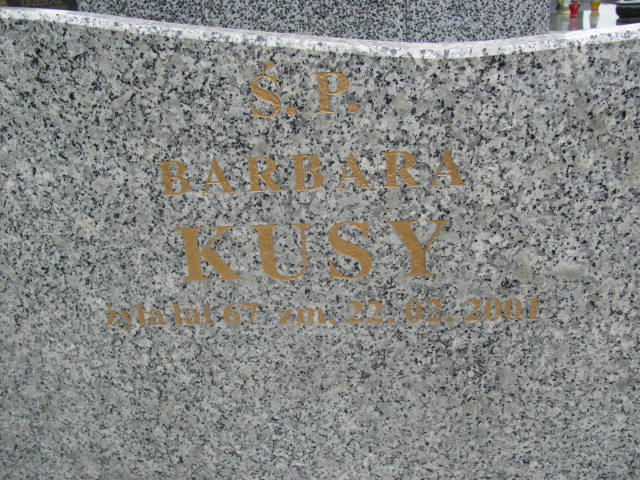 Ś. P.
BARBARA
KUSY
żyła lat 67 zm. 22. 02. 2001